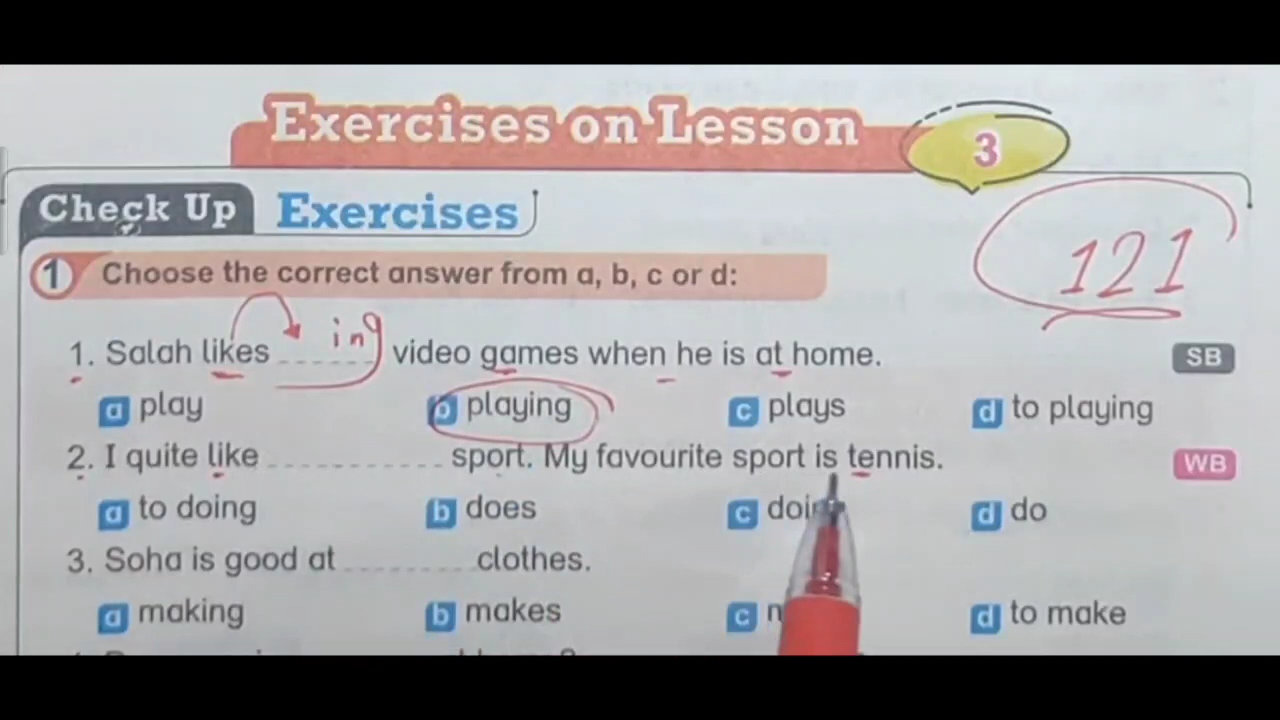 Exercises on Lesson 3
Check Up Exercises
121
1 Choose the correct answer from a, b, c or d:
1. Salah likes ing video games when he is at home. SB
a play b playing c plays d to playing
2. I quite like sport. My favourite sport is tennis. WB
a to doing b does c d do
3. Soha is good at clothes.
a making b makes c d to make